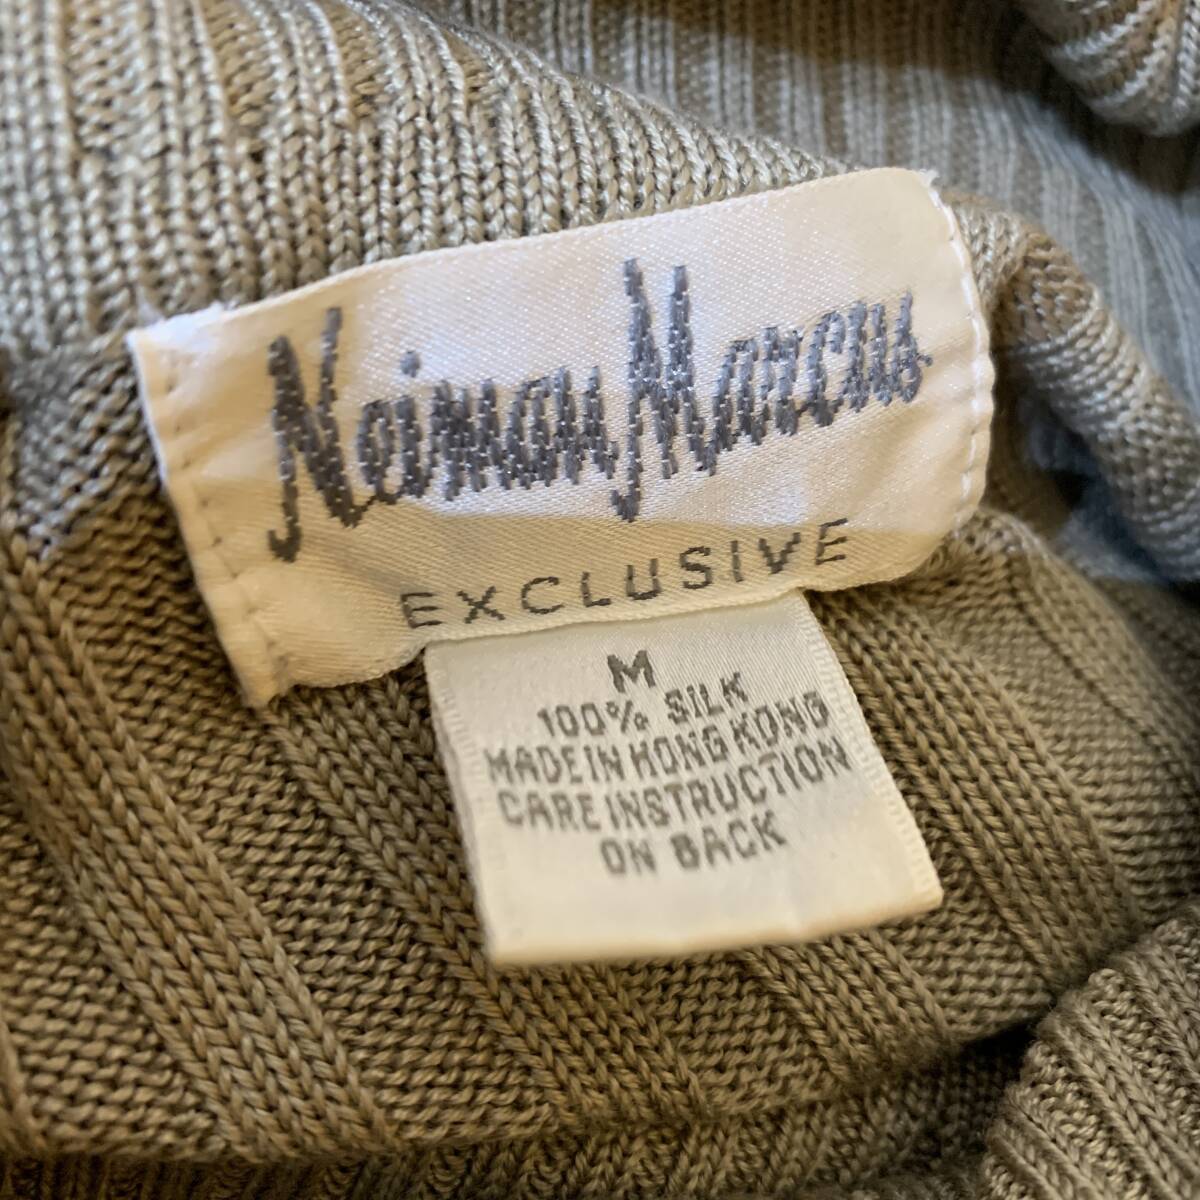 Neiman Marcus
EXCLUSIVE
M
100% SILK
MADE IN HONG KONG
CARE INSTRUCTION
ON BACK